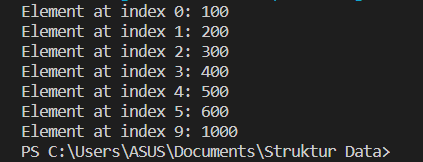 Element at index 0: 100
Element at index 1: 200
Element at index 2: 300
Element at index 3: 400
Element at index 4: 500
Element at index 5: 600
Element at index 9: 1000
PS C:\Users\ASUS\Documents\Struktur Data>